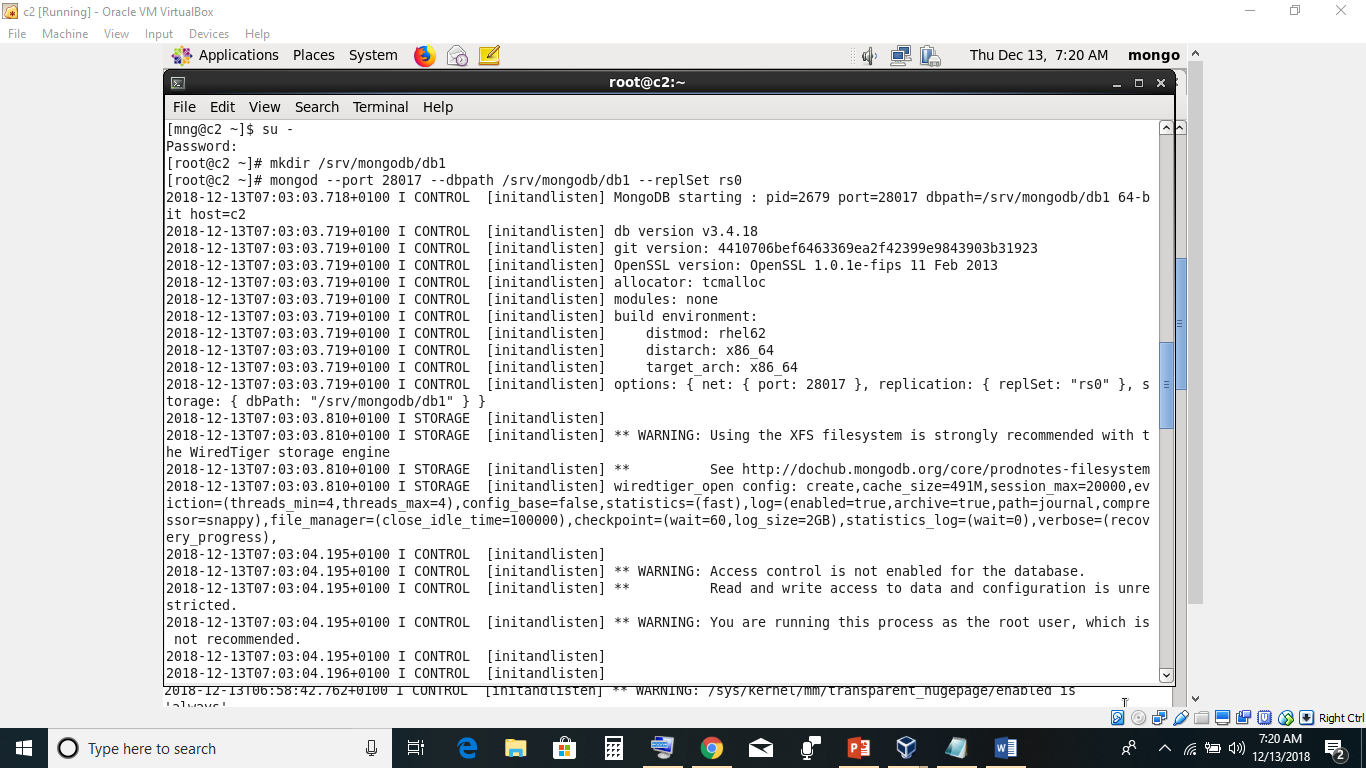 c2 [Running] - Oracle VM VirtualBox
File Machine View Input Devices Help
Applications Places System Thu Dec 13, 7:20 AM mongo
root@c2:~
File Edit View Search Terminal Help
[mng@c2 ~]$ su -
Password:
[root@c2 ~]# mkdir /srv/mongodb/db1
[root@c2 ~]# mongod --port 28017 --dbpath /srv/mongodb/db1 --replSet rs0
2018-12-13T07:03:03.718+0100 I CONTROL  [initandlisten] MongoDB starting : pid=2679 port=28017 dbpath=/srv/mongodb/db1 64-b
it host=c2
2018-12-13T07:03:03.719+0100 I CONTROL  [initandlisten] db version v3.4.18
2018-12-13T07:03:03.719+0100 I CONTROL  [initandlisten] git version: 4410706bef6463369ea2f42399e9843903b31923
2018-12-13T07:03:03.719+0100 I CONTROL  [initandlisten] OpenSSL version: OpenSSL 1.0.1e-fips 11 Feb 2013
2018-12-13T07:03:03.719+0100 I CONTROL  [initandlisten] allocator: tcmalloc
2018-12-13T07:03:03.719+0100 I CONTROL  [initandlisten] modules: none
2018-12-13T07:03:03.719+0100 I CONTROL  [initandlisten] build environment:
2018-12-13T07:03:03.719+0100 I CONTROL  [initandlisten]     distmod: rhel62
2018-12-13T07:03:03.719+0100 I CONTROL  [initandlisten]     distarch: x86_64
2018-12-13T07:03:03.719+0100 I CONTROL  [initandlisten]     target_arch: x86_64
2018-12-13T07:03:03.719+0100 I CONTROL  [initandlisten] options: { net: { port: 28017 }, replication: { replSet: "rs0" }, s
torage: { dbPath: "/srv/mongodb/db1" } }
2018-12-13T07:03:03.810+0100 I STORAGE  [initandlisten]
2018-12-13T07:03:03.810+0100 I STORAGE  [initandlisten] ** WARNING: Using the XFS filesystem is strongly recommended with t
he WiredTiger storage engine
2018-12-13T07:03:03.810+0100 I STORAGE  [initandlisten] **          See http://dochub.mongodb.org/core/prodnotes-filesystem
2018-12-13T07:03:03.810+0100 I STORAGE  [initandlisten] wiredtiger_open config: create,cache_size=491M,session_max=20000,ev
iction=(threads_min=4,threads_max=4),config_base=false,statistics=(fast),log=(enabled=true,archive=true,path=journal,compre
ssor=snappy),file_manager=(close_idle_time=100000),checkpoint=(wait=60,log_size=2GB),statistics_log=(wait=0),verbose=(recov
ery_progress),
2018-12-13T07:03:04.195+0100 I CONTROL  [initandlisten]
2018-12-13T07:03:04.195+0100 I CONTROL  [initandlisten] ** WARNING: Access control is not enabled for the database.
2018-12-13T07:03:04.195+0100 I CONTROL  [initandlisten] **          Read and write access to data and configuration is unre
stricted.
2018-12-13T07:03:04.195+0100 I CONTROL  [initandlisten] ** WARNING: You are running this process as the root user, which is
 not recommended.
2018-12-13T07:03:04.195+0100 I CONTROL  [initandlisten]
2018-12-13T07:03:04.196+0100 I CONTROL  [initandlisten]
2018-12-13T06:58:42.762+0100 I CONTROL  [initandlisten] ** WARNING: /sys/kernel/mm/transparent_hugepage/enabled is
'always'
Right Ctrl
Type here to search
7:20 AM
12/13/2018
2